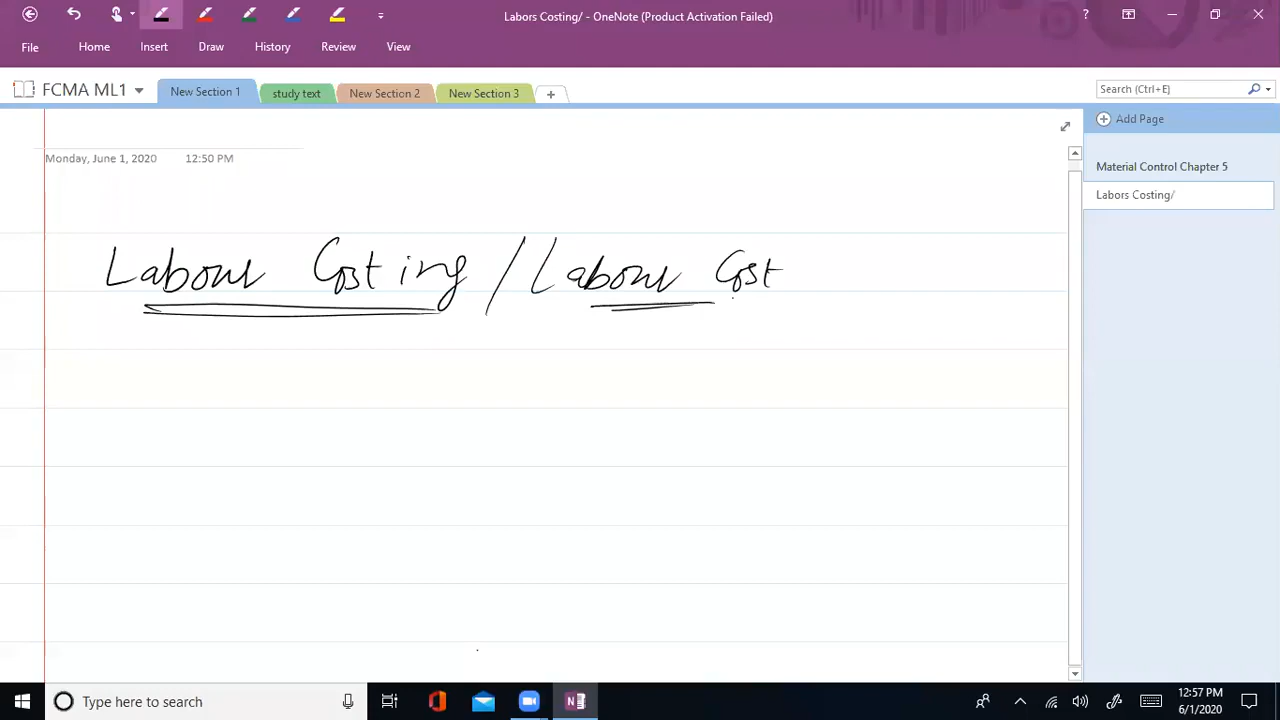 Labors Costing/ - OneNote (Product Activation Failed)
File Home Insert Draw History Review View
FCMA ML1 New Section 1 study text New Section 2 New Section 3 Search (Ctrl+E)
Add Page
Monday, June 1, 2020 12:50 PM
Material Control Chapter 5
Labors Costing/
Labour Costing / Labour Cost
Type here to search
12:57 PM
6/1/2020